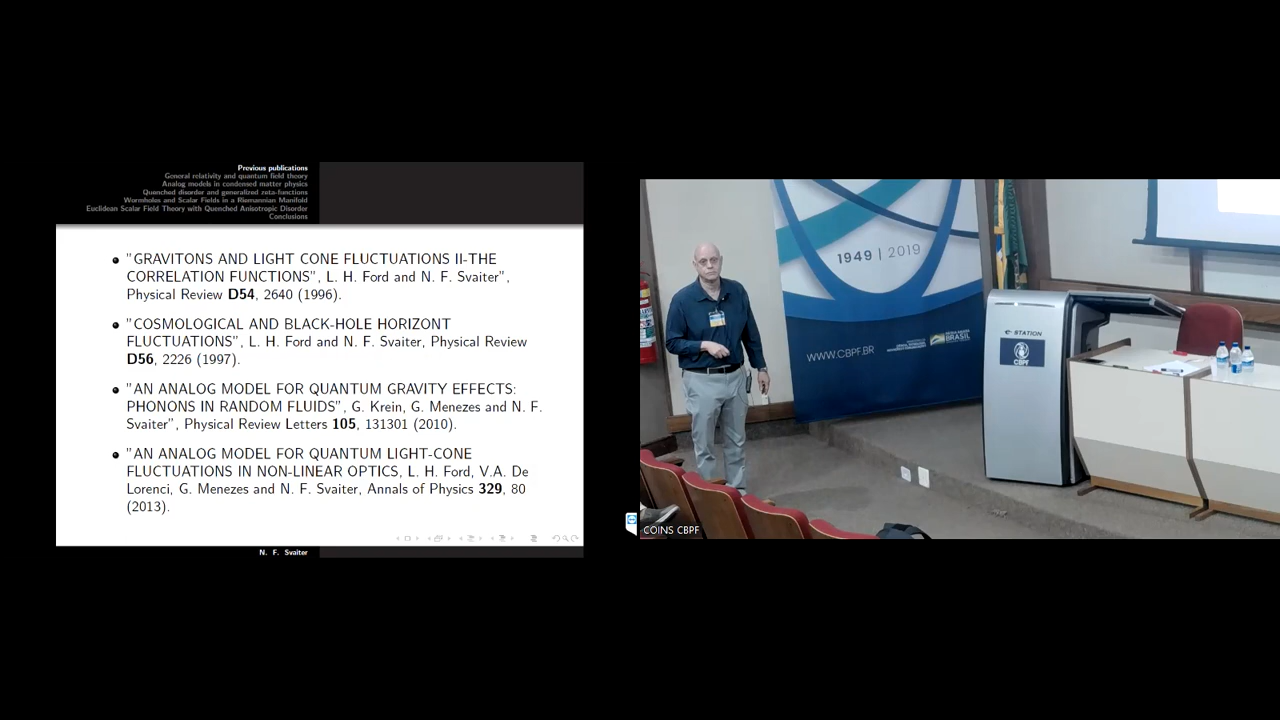 Previous publications
General relativity and quantum field theory
Analog models in condensed matter physics
Quenched disorder and generalized zeta-functions
Wormholes and Scalar Fields in a Riemannian Manifold
Euclidean Scalar Field Theory with Quenched Anisotropic Disorder
Conclusions
"GRAVITONS AND LIGHT CONE FLUCTUATIONS II-THE
CORRELATION FUNCTIONS", L. H. Ford and N. F. Svaiter",
Physical Review D54, 2640 (1996).
"COSMOLOGICAL AND BLACK-HOLE HORIZONT
FLUCTUATIONS", L. H. Ford and N. F. Svaiter, Physical Review
D56, 2226 (1997).
"AN ANALOG MODEL FOR QUANTUM GRAVITY EFFECTS:
PHONONS IN RANDOM FLUIDS", G. Krein, G. Menezes and N. F.
Svaiter", Physical Review Letters 105, 131301 (2010).
"AN ANALOG MODEL FOR QUANTUM LIGHT-CONE
FLUCTUATIONS IN NON-LINEAR OPTICS, L. H. Ford, V.A. De
Lorenci, G. Menezes and N. F. Svaiter, Annals of Physics 329, 80
(2013).
N. F. Svaiter
1949 | 2019
WWW.CBPF.BR
BRASIL
STATION
CBPF
COINS CBPF